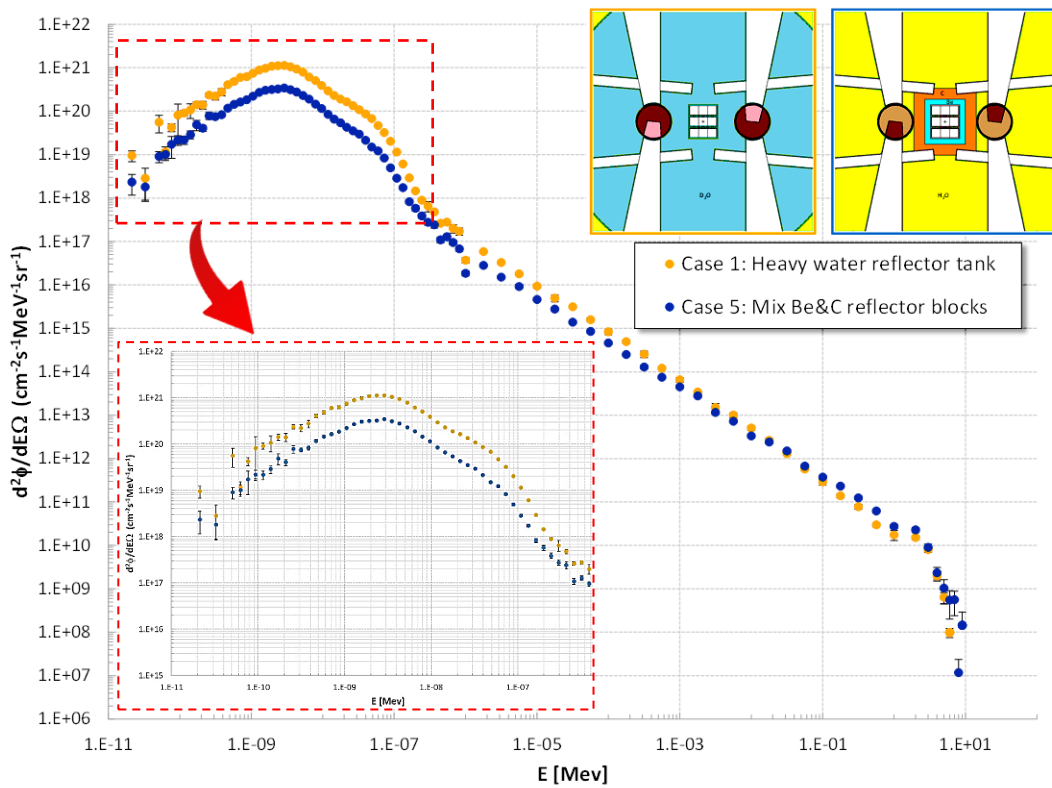 1.E+22
1.E+21
1.E+20
1.E+19
1.E+18
1.E+17
1.E+16
1.E+15
1.E+14
1.E+13
1.E+12
1.E+11
1.E+10
1.E+09
1.E+08
1.E+07
1.E+06
d²ϕ/dEΩ (cm⁻²s⁻¹MeV⁻¹sr⁻¹)
D₂O
C
Be
H₂O
Case 1: Heavy water reflector tank
Case 5: Mix Be&C reflector blocks
1.E+22
1.E+21
1.E+20
1.E+19
1.E+18
1.E+17
1.E+16
1.E+15
d²ϕ/dEΩ (cm⁻²s⁻¹MeV⁻¹sr⁻¹)
1.E-11 1.E-10 1.E-09 1.E-08 1.E-07
E [Mev]
1.E-11 1.E-09 1.E-07 1.E-05 1.E-03 1.E-01 1.E+01
E [Mev]